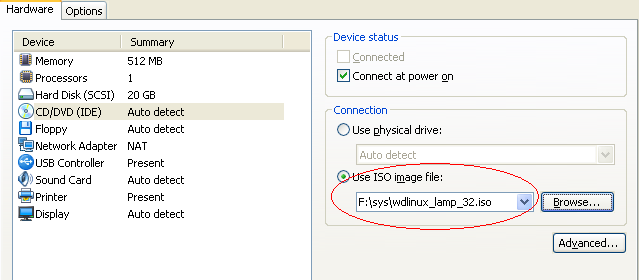 Hardware Options
Device Summary
Memory 512 MB
Processors 1
Hard Disk (SCSI) 20 GB
CD/DVD (IDE) Auto detect
Floppy Auto detect
Network Adapter NAT
USB Controller Present
Sound Card Auto detect
Printer Present
Display Auto detect
Device status
Connected
Connect at power on
Connection
Use physical drive:
Auto detect
Use ISO image file:
F:\sys\wdlinux_lamp_32.iso Browse...
Advanced...